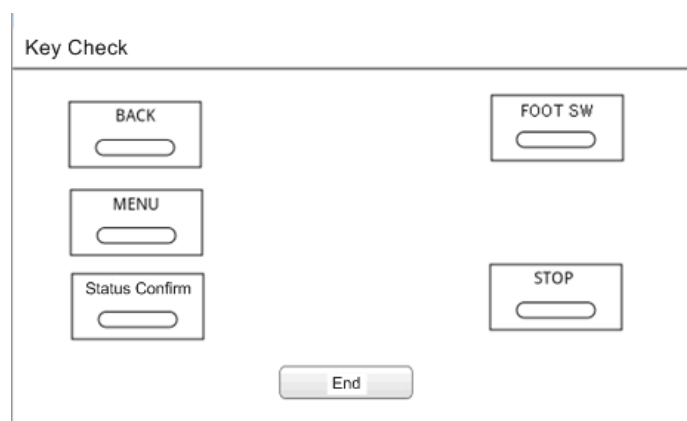 Key Check
BACK
FOOT SW
MENU
Status Confirm
STOP
End